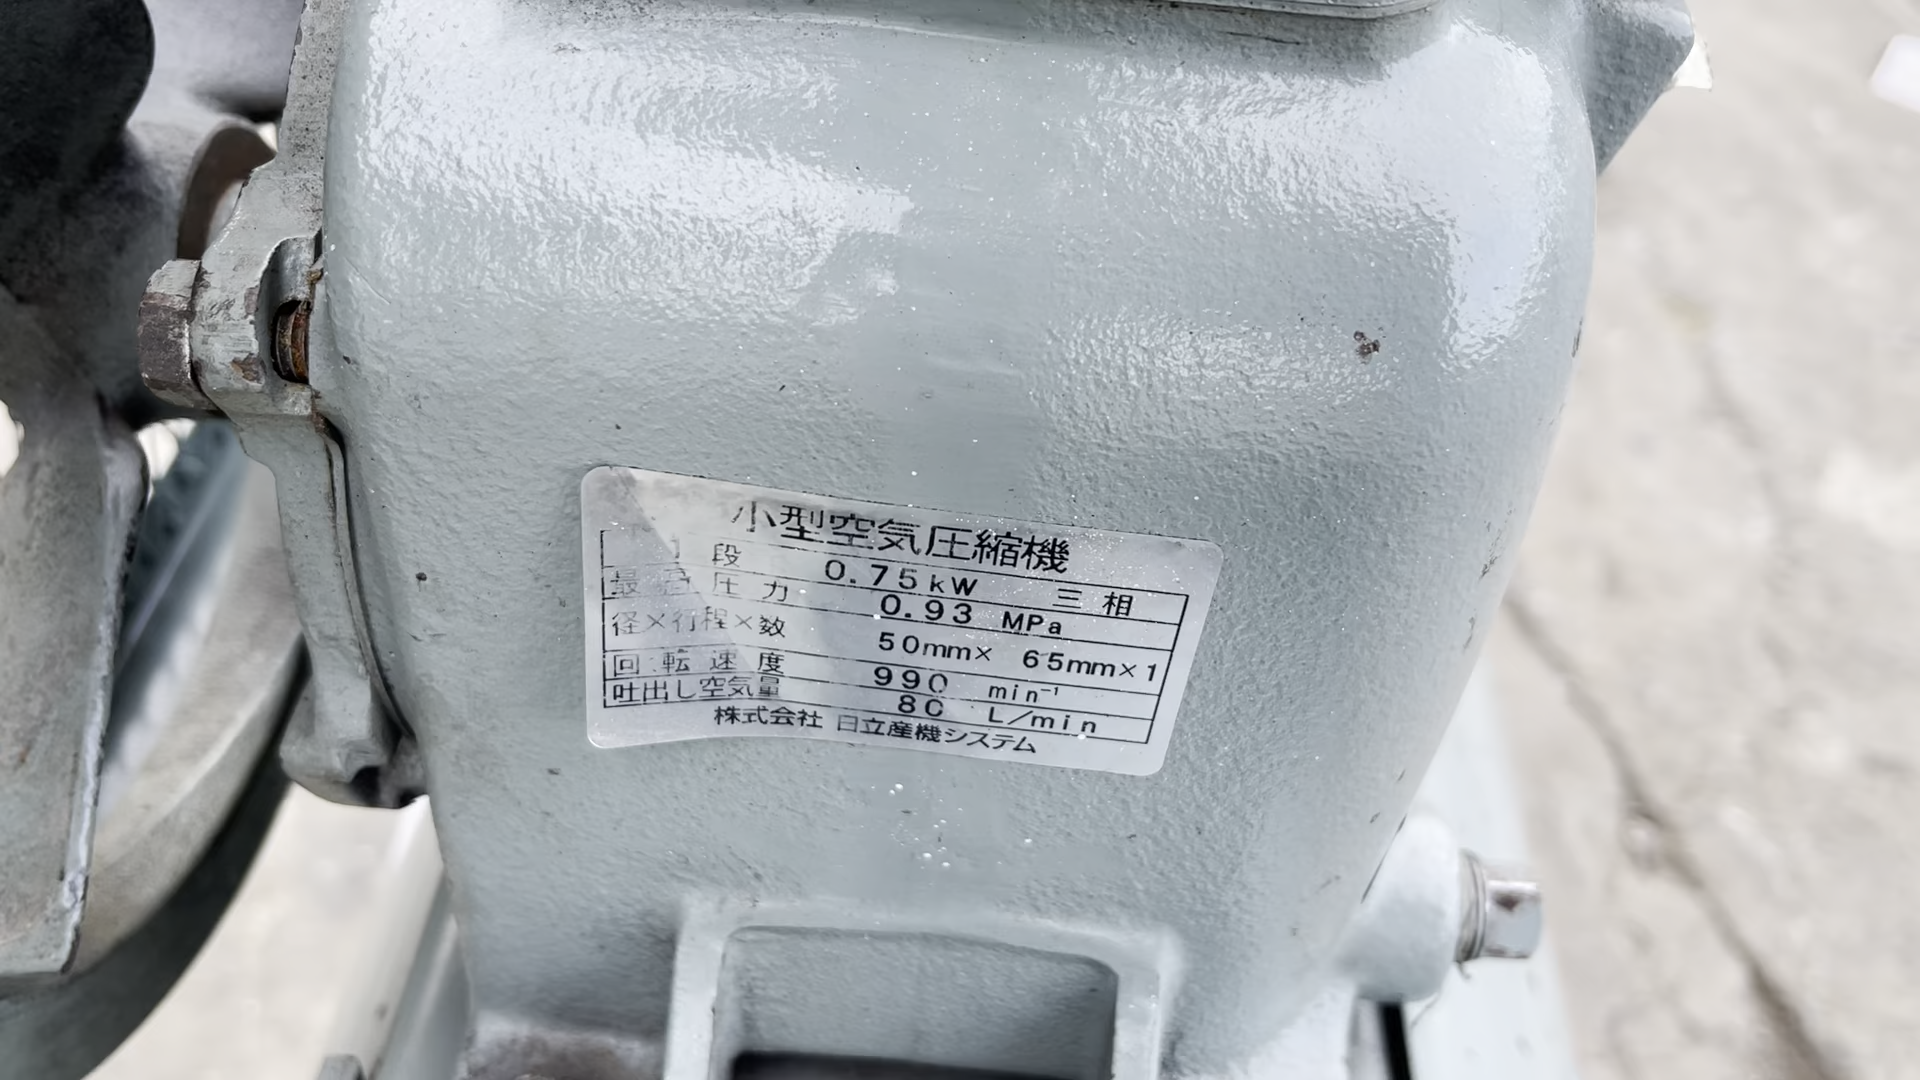 小型空気圧縮機
段 0.75kW 三相
最高圧力 0.93 MPa
径×行程×数 50mm× 65mm×1
回転速度 990 min⁻¹
吐出し空気量 80 L/min
株式会社 日立産機システム